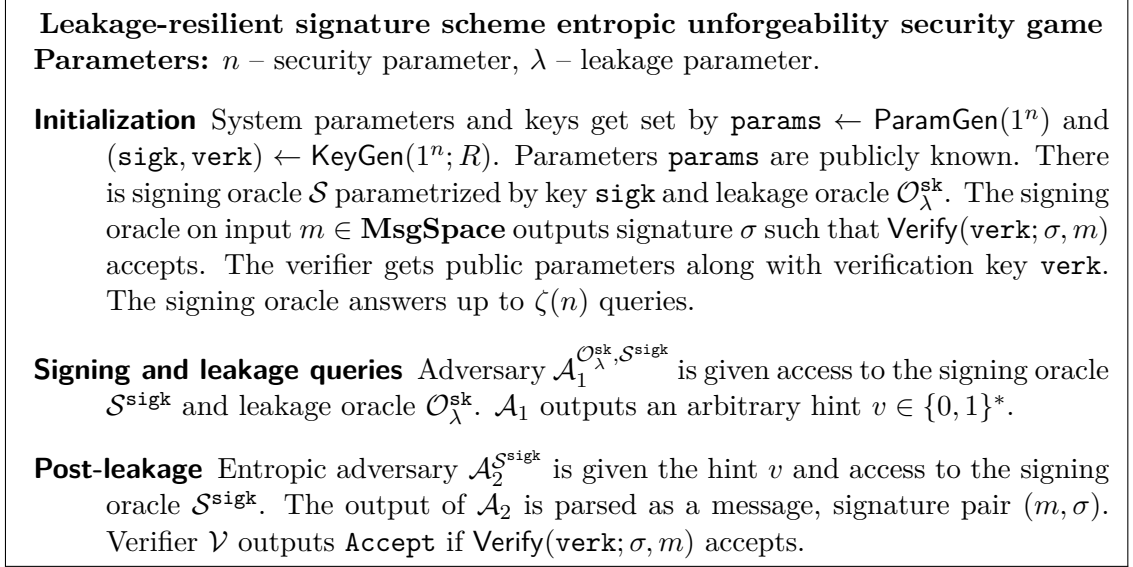 Leakage-resilient signature scheme entropic unforgeability security game
Parameters: n – security parameter, λ – leakage parameter.
Initialization System parameters and keys get set by params ← ParamGen(1ⁿ) and
(sigk, verk) ← KeyGen(1ⁿ; R). Parameters params are publicly known. There
is signing oracle 𝒮 parametrized by key sigk and leakage oracle 𝒪_λ^sk. The signing
oracle on input m ∈ MsgSpace outputs signature σ such that Verify(verk; σ, m)
accepts. The verifier gets public parameters along with verification key verk.
The signing oracle answers up to ζ(n) queries.
Signing and leakage queries Adversary 𝒜_1^{𝒪_λ^sk, 𝒮^sigk} is given access to the signing oracle
𝒮^sigk and leakage oracle 𝒪_λ^sk. 𝒜_1 outputs an arbitrary hint v ∈ {0, 1}*.
Post-leakage Entropic adversary 𝒜_2^{𝒮^sigk} is given the hint v and access to the signing
oracle 𝒮^sigk. The output of 𝒜_2 is parsed as a message, signature pair (m, σ).
Verifier 𝒱 outputs Accept if Verify(verk; σ, m) accepts.